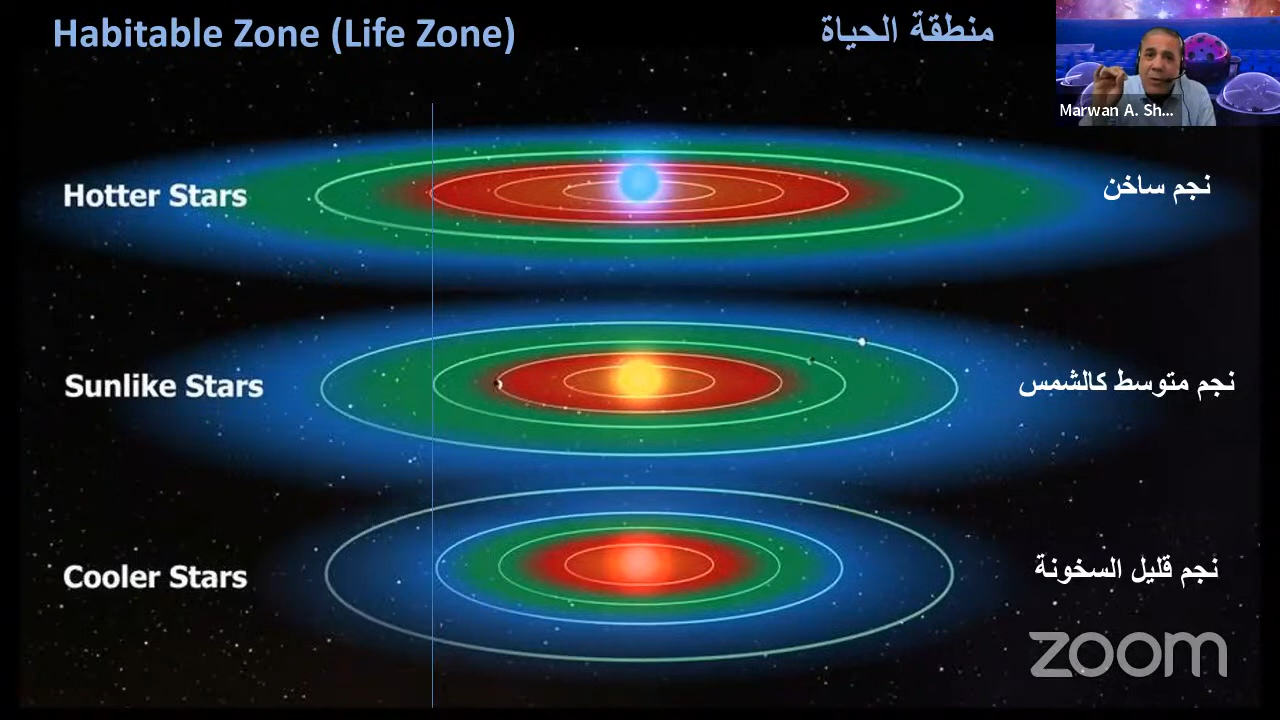 Habitable Zone (Life Zone)
منطقة الحياة
Marwan A. Sh...
Hotter Stars
نجم ساخن
Sunlike Stars
نجم متوسط كالشمس
Cooler Stars
نجم قليل السخونة
zoom